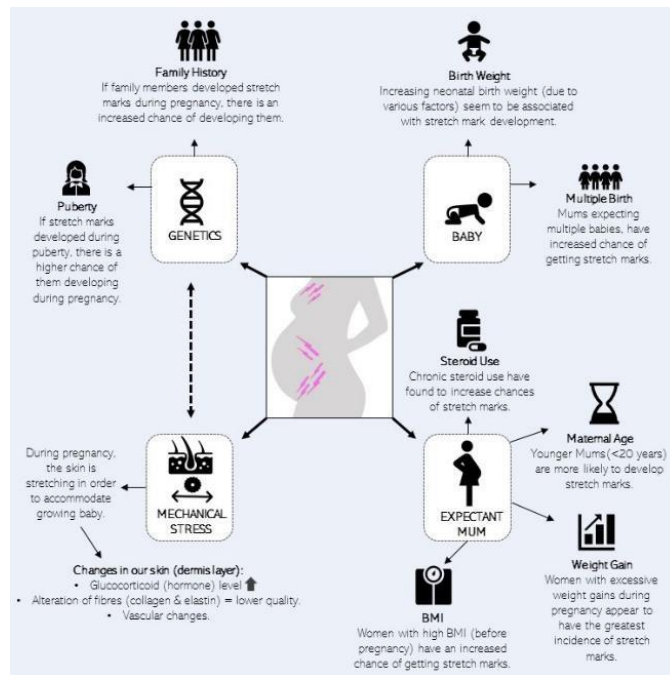 Family History
If family members developed stretch
marks during pregnancy, there is an
increased chance of developing them.
Birth Weight
Increasing neonatal birth weight (due to
various factors) seem to be associated
with stretch mark development.
Puberty
If stretch marks
developed during
puberty, there is a
higher chance of
them developing
during pregnancy.
GENETICS
BABY
Multiple Birth
Mums expecting
multiple babies, have
increased chance of
getting stretch marks.
Steroid Use
Chronic steroid use have
found to increase chances
of stretch marks.
Maternal Age
Younger Mums(<20 years)
are more likely to develop
stretch marks.
During pregnancy,
the skin is
stretching in order
to accommodate
growing baby.
MECHANICAL
STRESS
EXPECTANT
MUM
Changes in our skin (dermis layer):
• Glucocorticoid (hormone) level
• Alteration of fibres (collagen & elastin) = lower quality.
• Vascular changes.
BMI
Women with high BMI (before
pregnancy) have an increased
chance of getting stretch marks.
Weight Gain
Women with excessive
weight gains during
pregnancy appear to
have the greatest
incidence of stretch
marks.